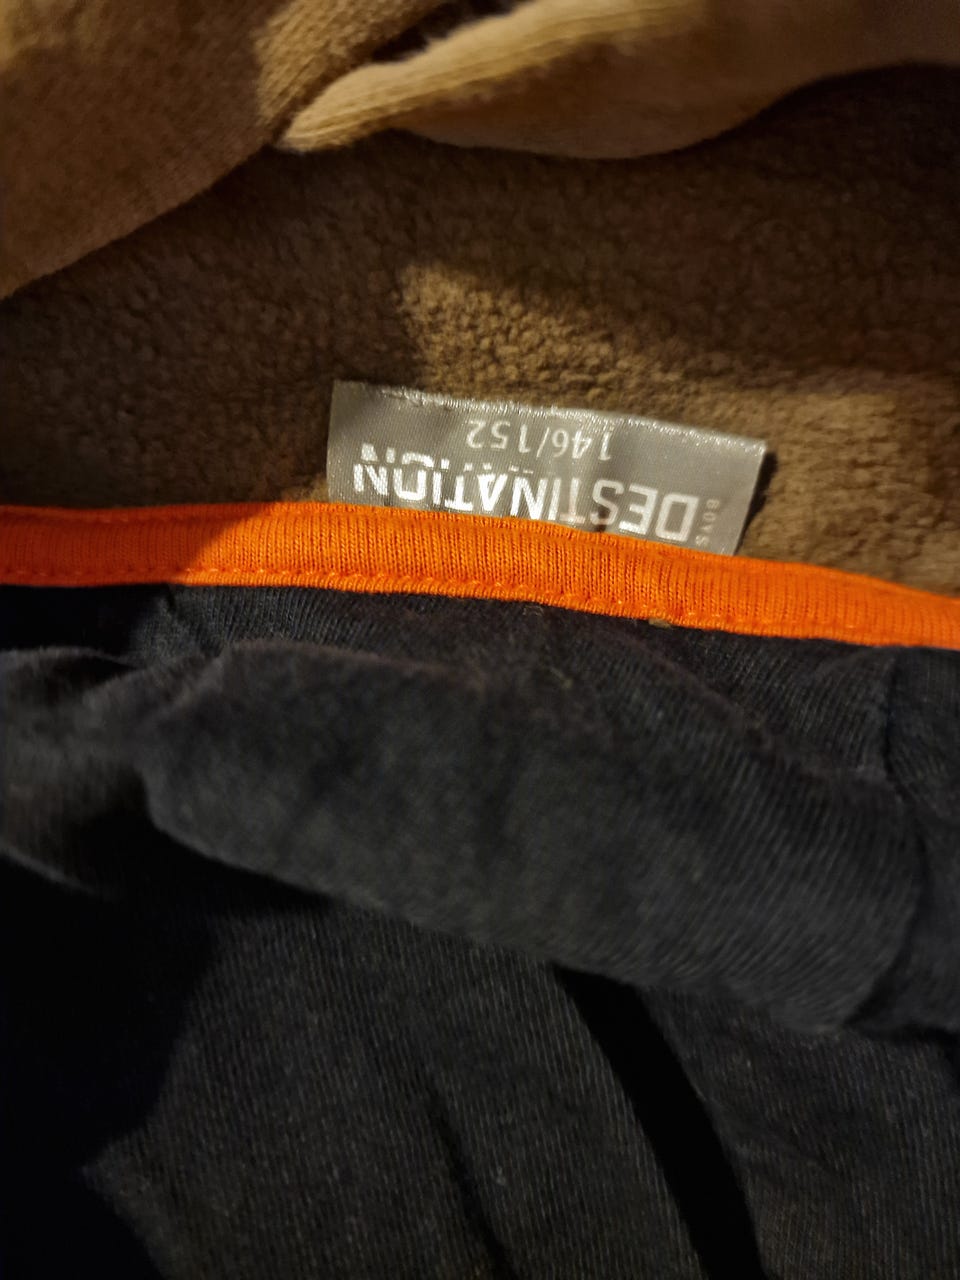 BOYS
DESTINATION
146/152